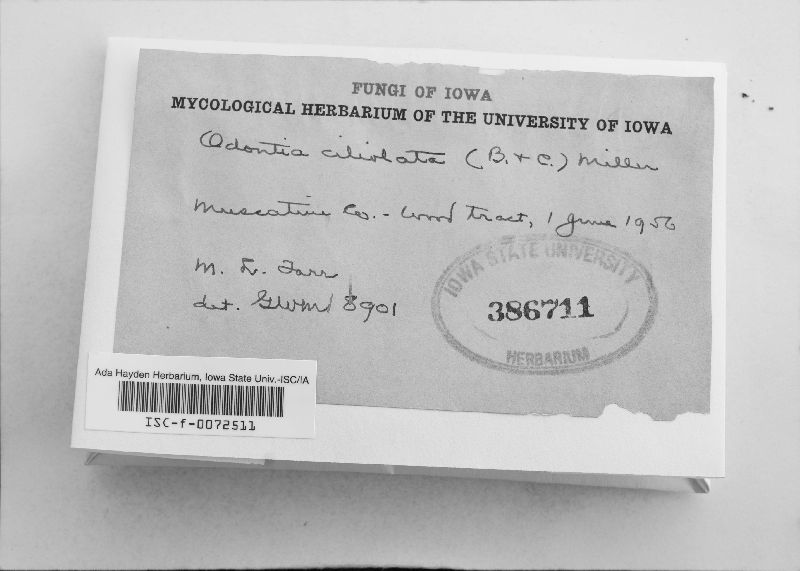 FUNGI OF IOWA
MYCOLOGICAL HERBARIUM OF THE UNIVERSITY OF IOWA
Odontia ciliolata (B. + C.) Miller
Muscatine Co. - Wood Tract, 1 June 1956
M. L. Farr
det. GWM 8901
IOWA STATE UNIVERSITY
386711
HERBARIUM
Ada Hayden Herbarium, Iowa State Univ.-ISC/IA
ISC-f-0072511